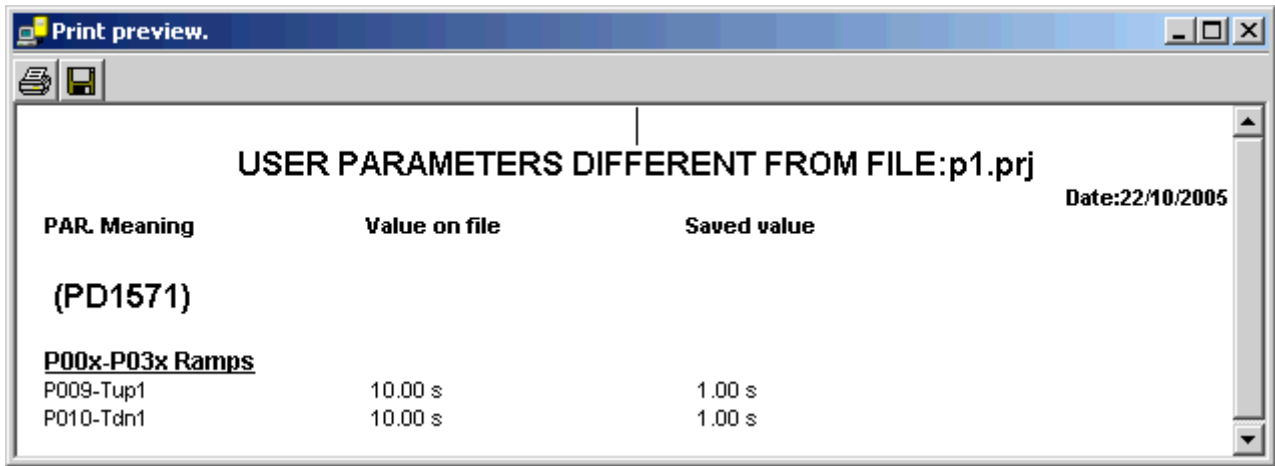 Print preview.
USER PARAMETERS DIFFERENT FROM FILE:p1.prj
Date:22/10/2005
PAR. Meaning Value on file Saved value
(PD1571)
P00x-P03x Ramps
P009-Tup1 10.00 s 1.00 s
P010-Tdn1 10.00 s 1.00 s